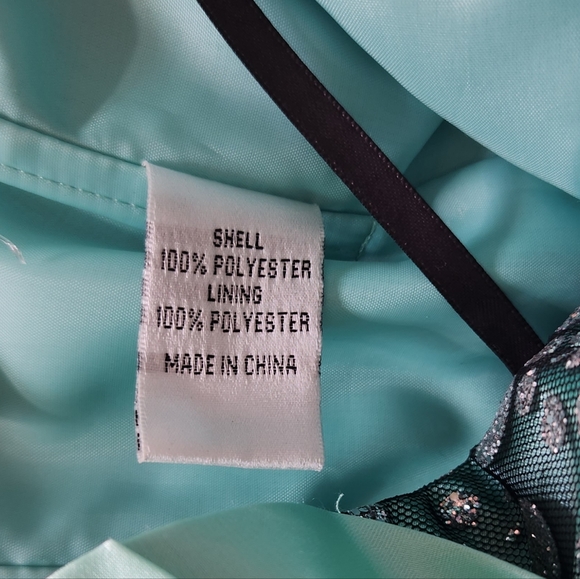 SHELL
100% POLYESTER
LINING
100% POLYESTER
MADE IN CHINA